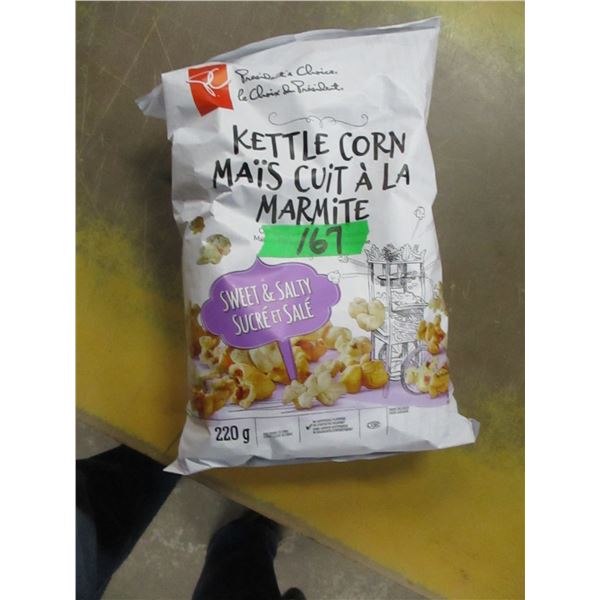 President's Choice
le Choix du Président
KETTLE CORN
MAÏS CUIT À LA
MARMITE
167
SWEET & SALTY
SUCRÉ ET SALÉ
220 g